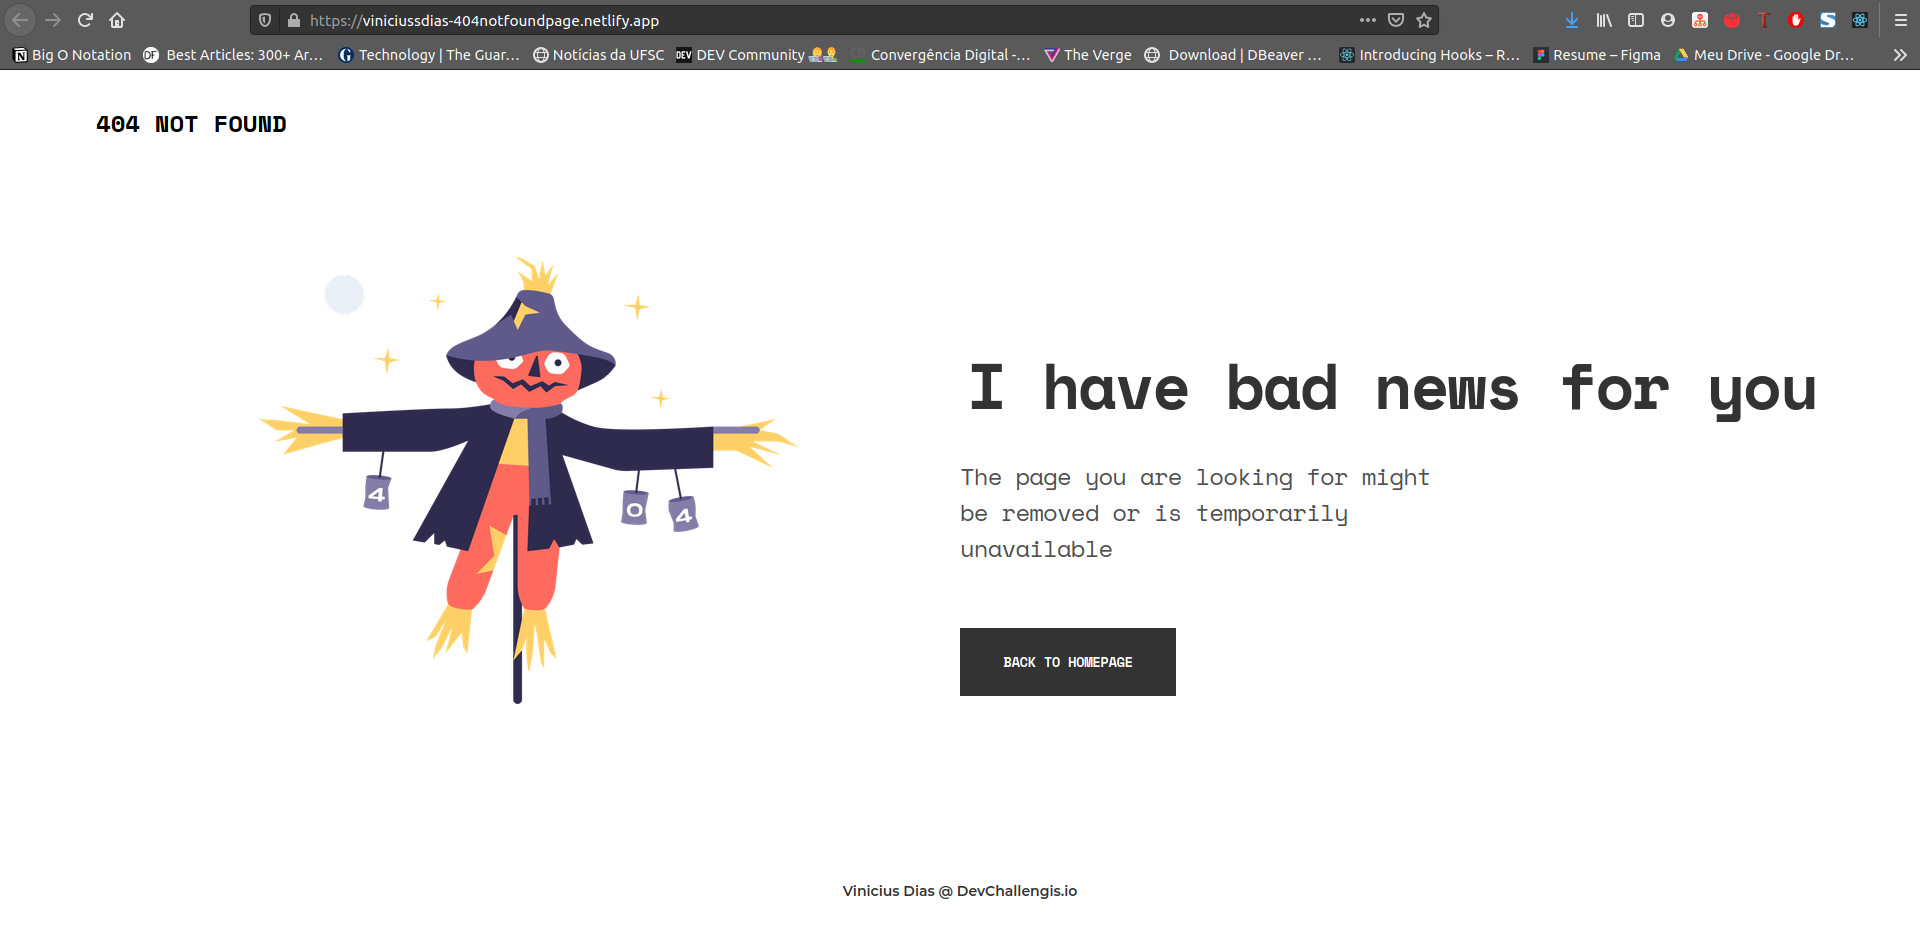 https://viniciussdias-404notfoundpage.netlify.app
Big O Notation
DF Best Articles: 300+ Ar…
Technology | The Guar…
Notícias da UFSC
DEV DEV Community
Convergência Digital -…
The Verge
Download | DBeaver …
Introducing Hooks – R…
Resume – Figma
Meu Drive - Google Dr…
404 NOT FOUND
4
0
4
I have bad news for you
The page you are looking for might
be removed or is temporarily
unavailable
BACK TO HOMEPAGE
Vinicius Dias @ DevChallengis.io